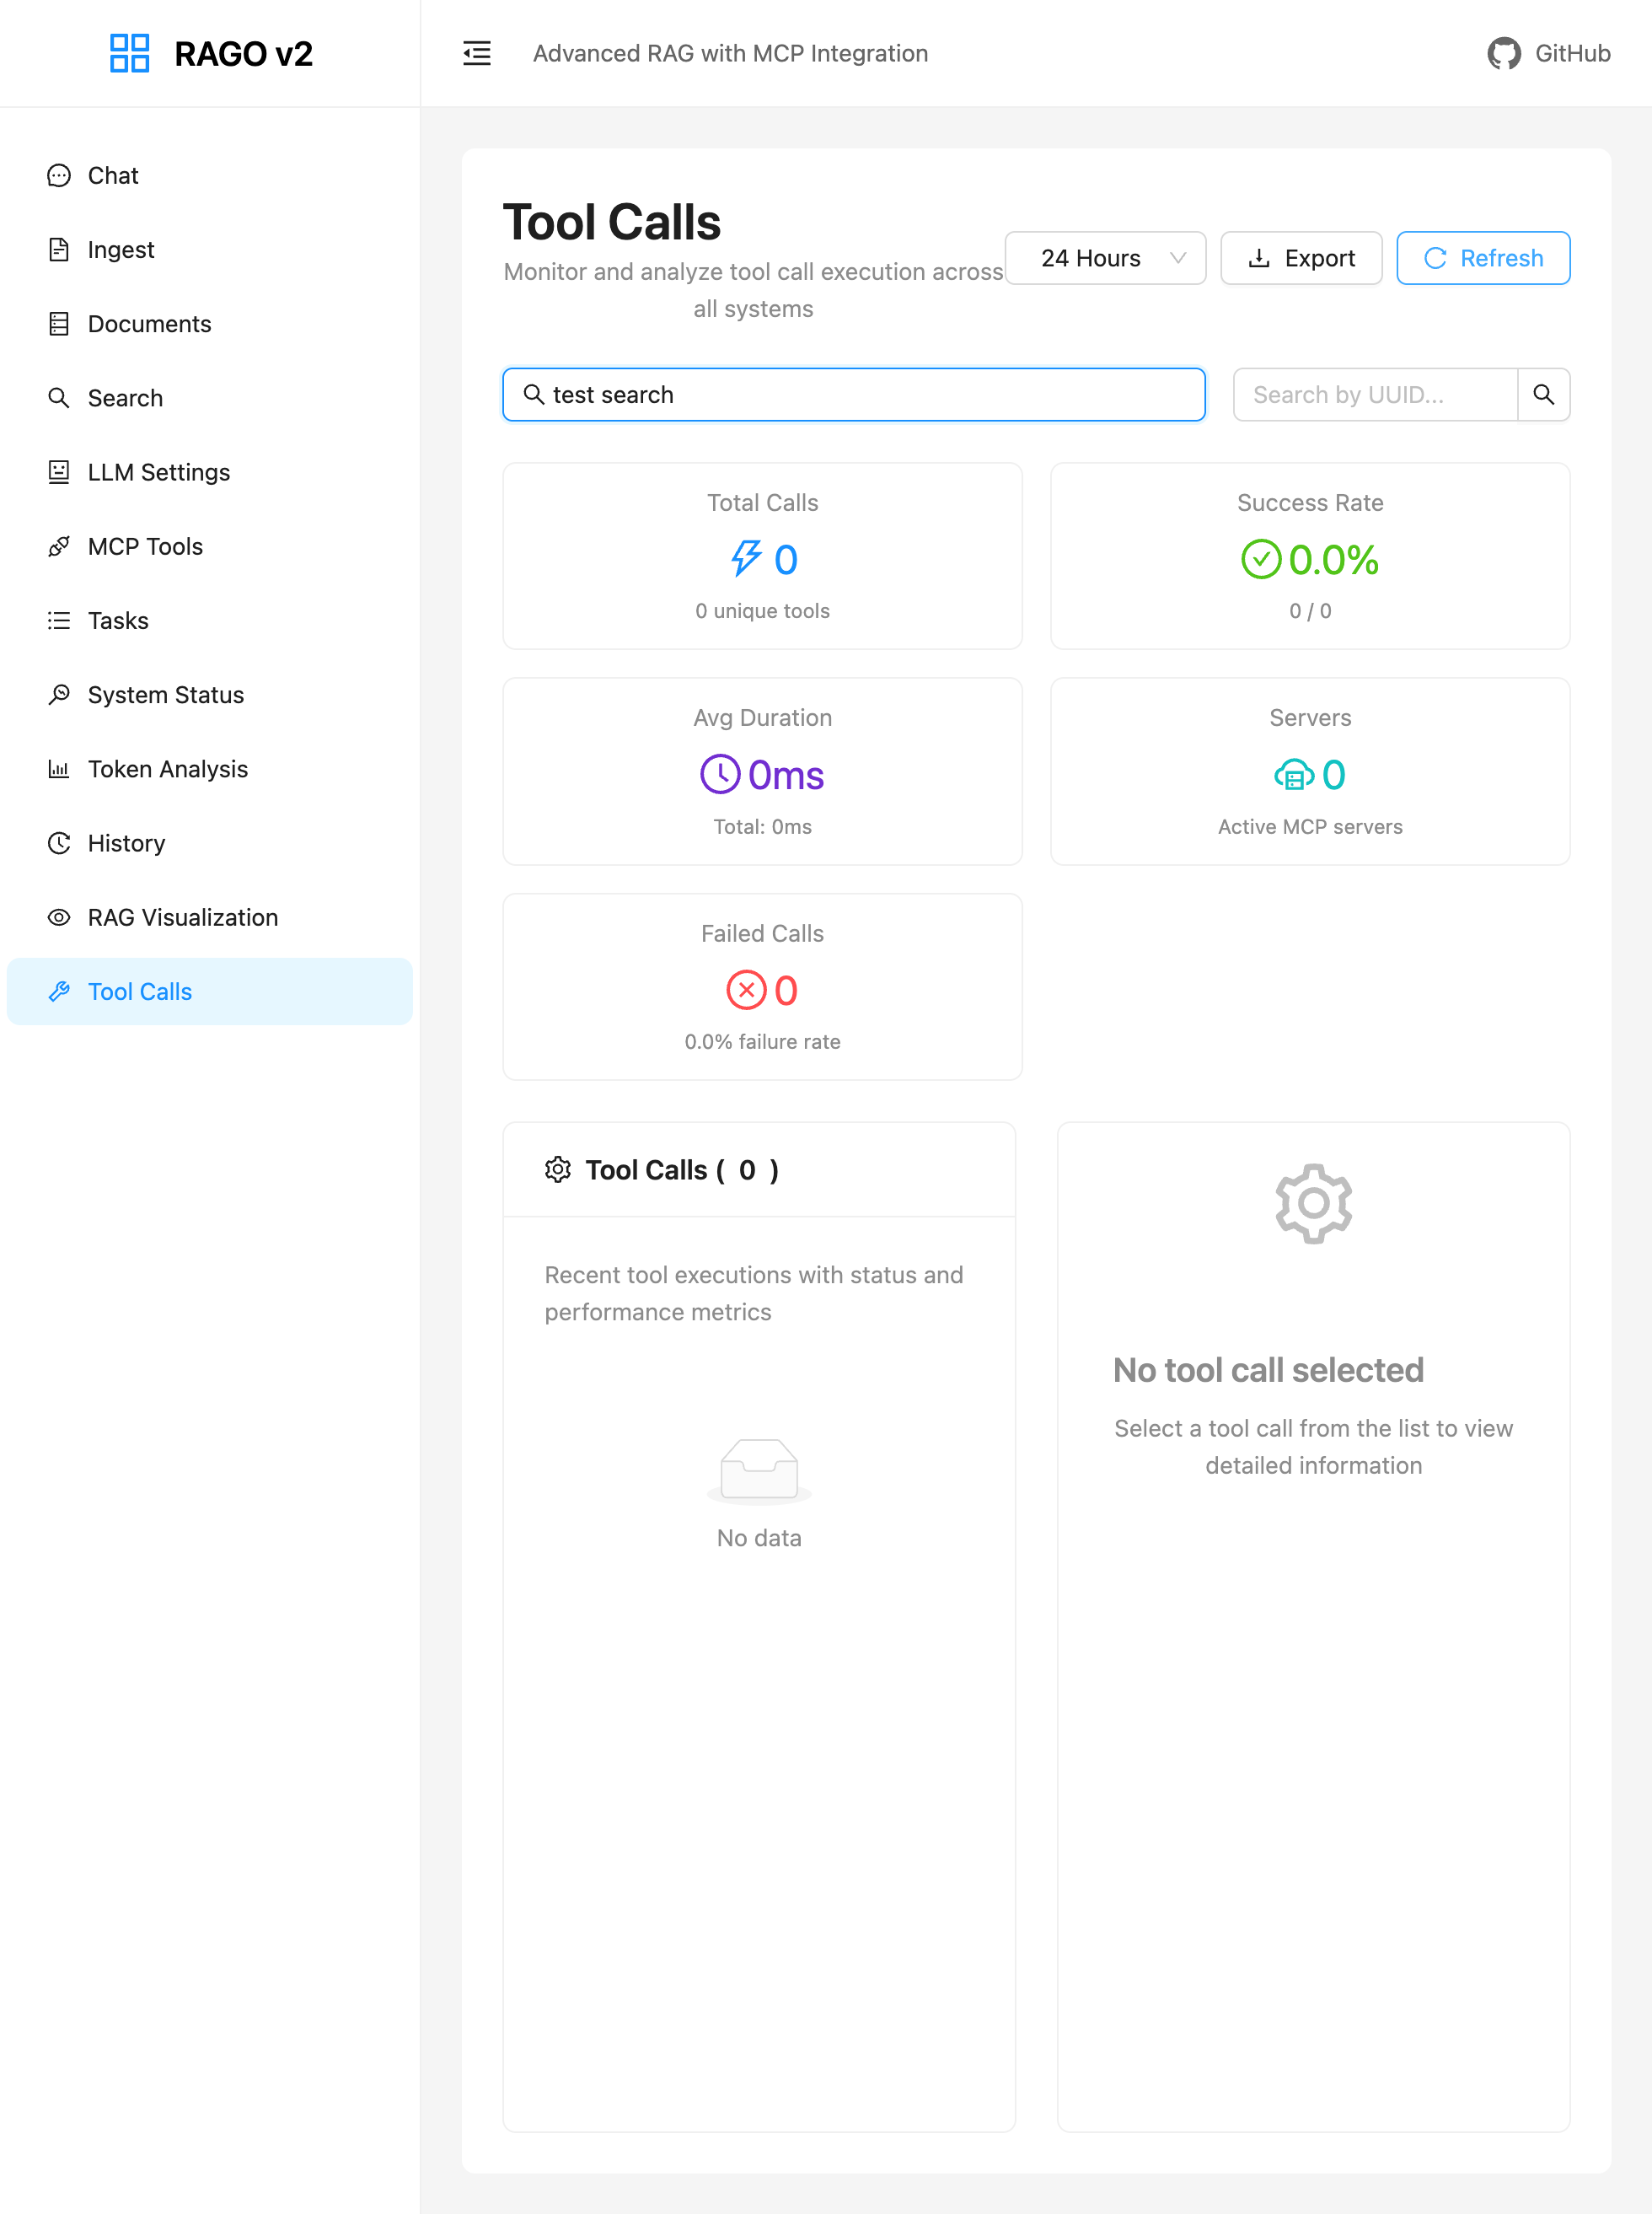 RAGO v2
Advanced RAG with MCP Integration
GitHub
Chat
Ingest
Documents
Search
LLM Settings
MCP Tools
Tasks
System Status
Token Analysis
History
RAG Visualization
Tool Calls
Tool Calls
Monitor and analyze tool call execution across
all systems
24 Hours
Export
Refresh
test search
Search by UUID...
Total Calls
0
0 unique tools
Success Rate
0.0%
0 / 0
Avg Duration
0ms
Total: 0ms
Servers
0
Active MCP servers
Failed Calls
0
0.0% failure rate
Tool Calls ( 0 )
Recent tool executions with status and
performance metrics
No data
No tool call selected
Select a tool call from the list to view
detailed information